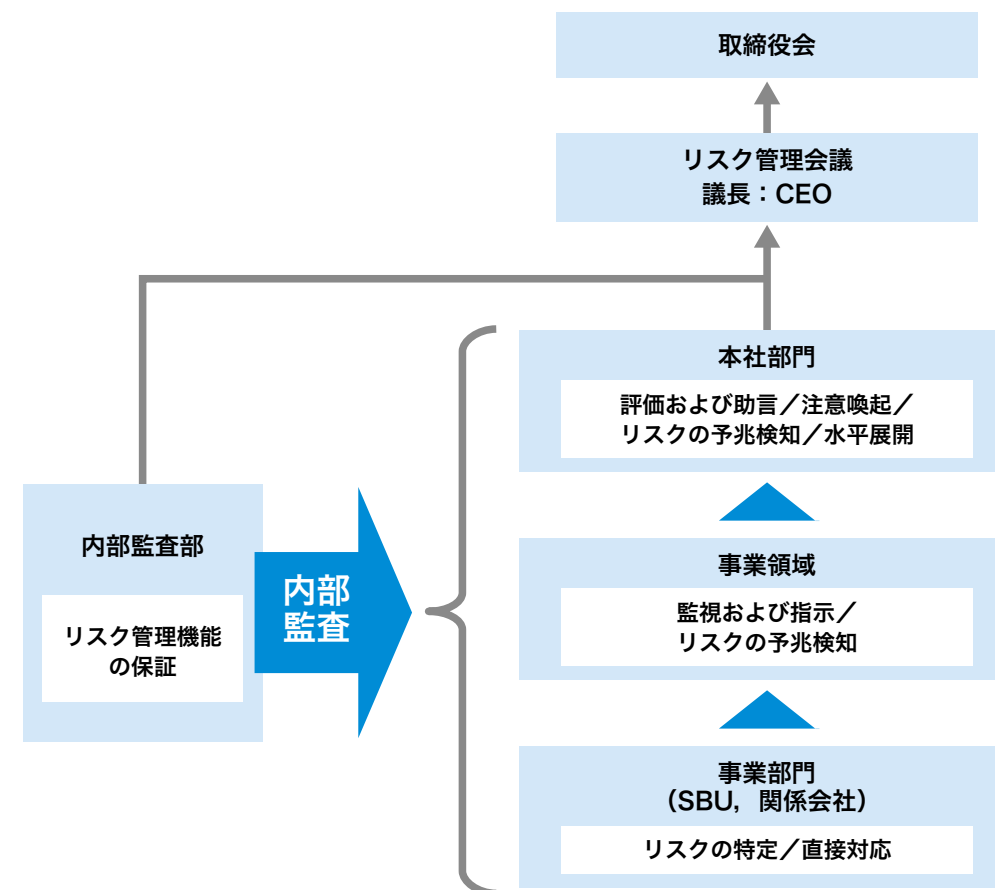 取締役会
リスク管理会議
議長：CEO
本社部門
評価および助言／注意喚起／
リスクの予兆検知／水平展開
内部監査部
リスク管理機能
の保証
内部
監査
事業領域
監視および指示／
リスクの予兆検知
事業部門
（SBU，関係会社）
リスクの特定／直接対応